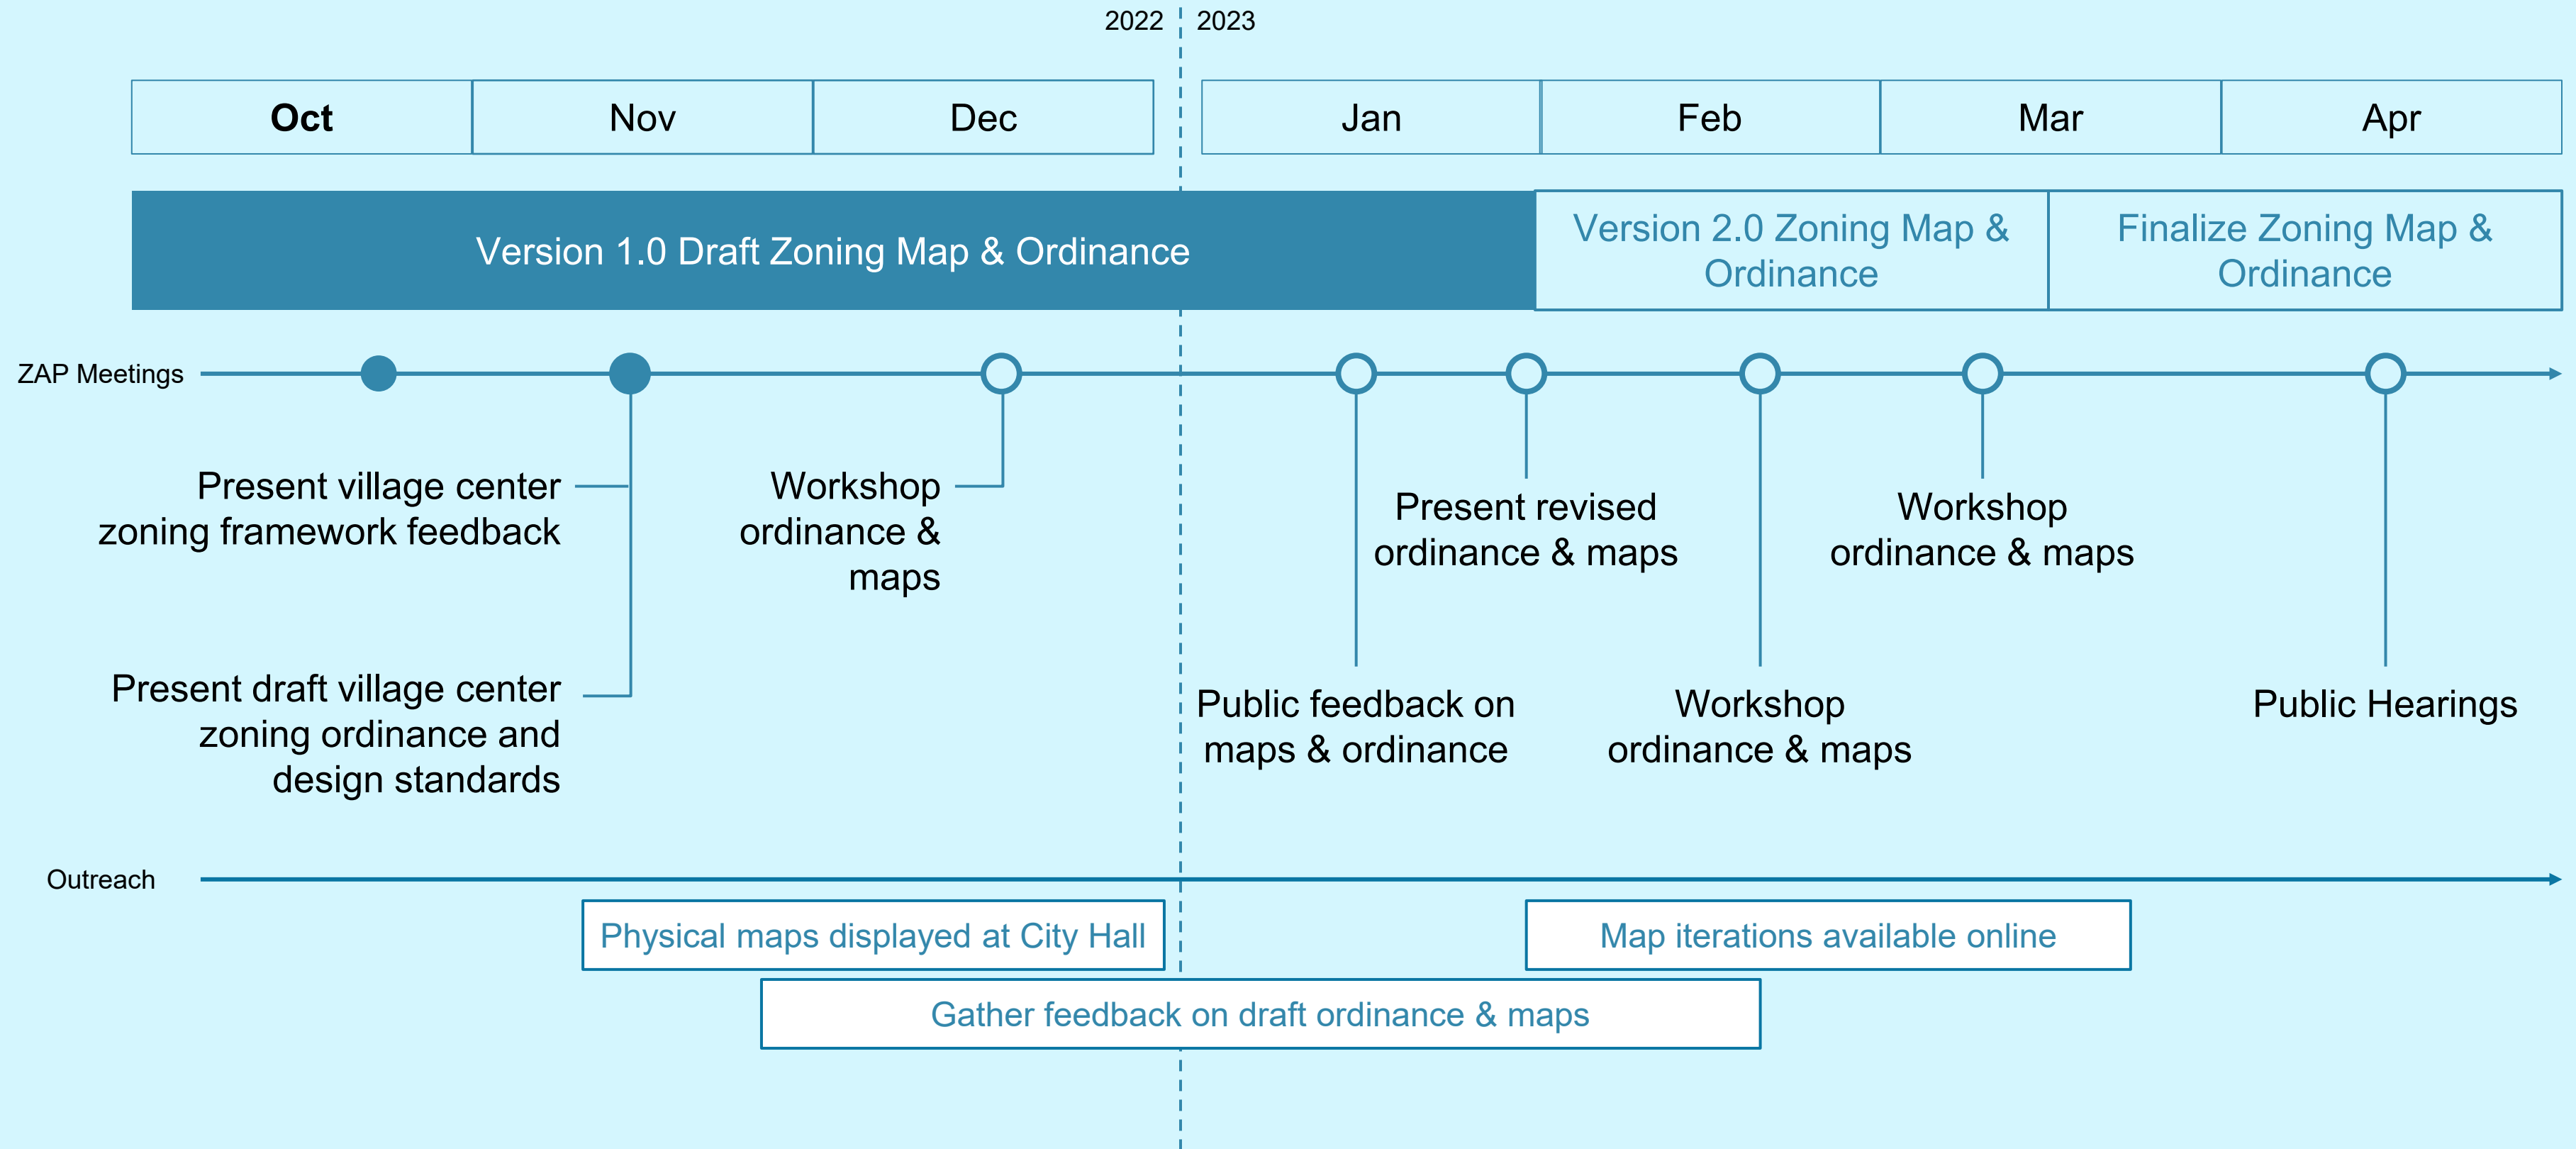 2022
2023
Oct
Nov
Dec
Jan
Feb
Mar
Apr
Version 1.0 Draft Zoning Map & Ordinance
Version 2.0 Zoning Map &
Ordinance
Finalize Zoning Map &
Ordinance
ZAP Meetings
Present village center
zoning framework feedback
Present draft village center
zoning ordinance and
design standards
Workshop
ordinance &
maps
Public feedback on
maps & ordinance
Present revised
ordinance & maps
Workshop
ordinance & maps
Workshop
ordinance & maps
Public Hearings
Outreach
Physical maps displayed at City Hall
Map iterations available online
Gather feedback on draft ordinance & maps